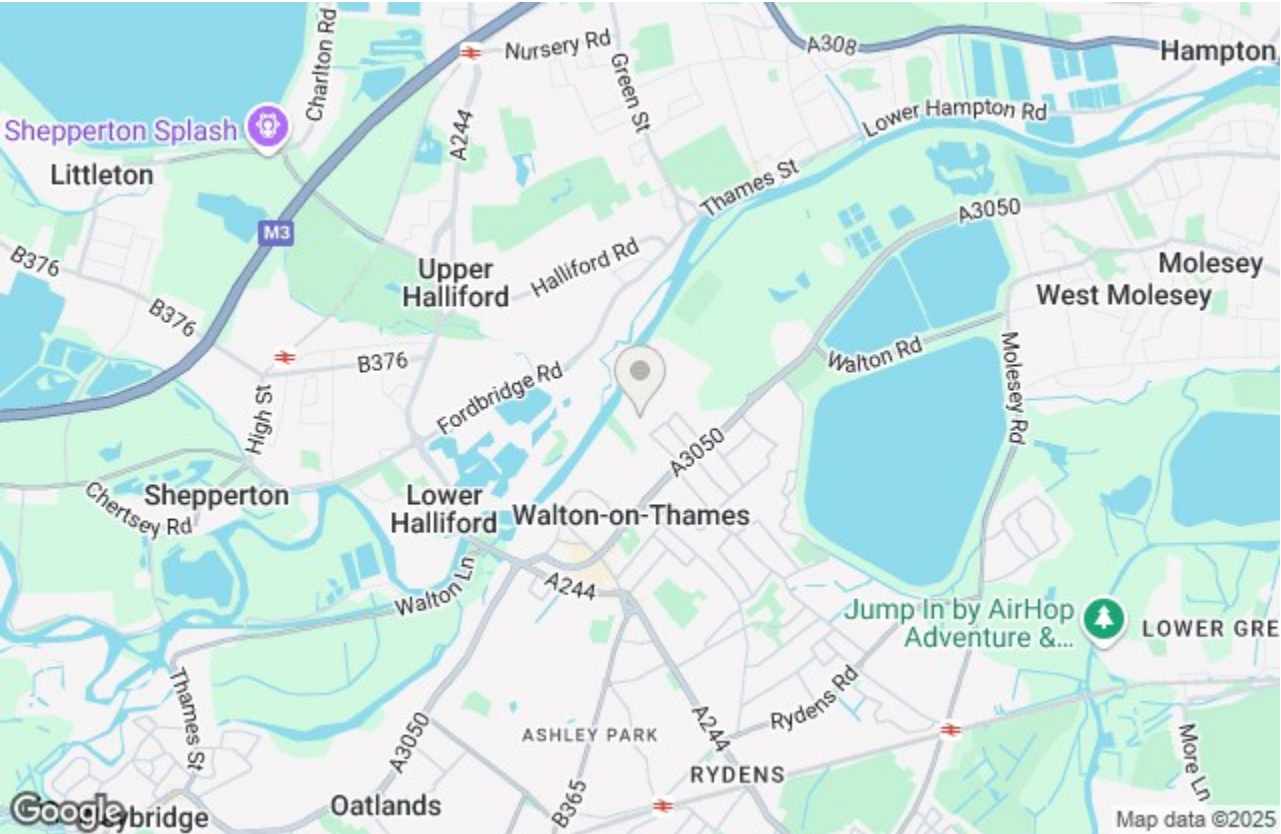 Nursery Rd
A308
Hampton
Charlton Rd
Green St
Shepperton Splash
A244
Lower Hampton Rd
Littleton
Thames St
A3050
M3
B376
Upper
Halliford
Halliford Rd
Molesey
West Molesey
B376
B376
Walton Rd
Molesey Rd
Fordbridge Rd
High St
A3050
Shepperton
Chertsey Rd
Lower
Halliford
Walton-on-Thames
Walton Ln
A244
Jump In by AirHop
Adventure &...
LOWER GRE
Thames St
Rydens Rd
A3050
ASHLEY PARK
A244
More Ln
RYDENS
B365
Oatlands
Google
ybridge
Map data ©2025